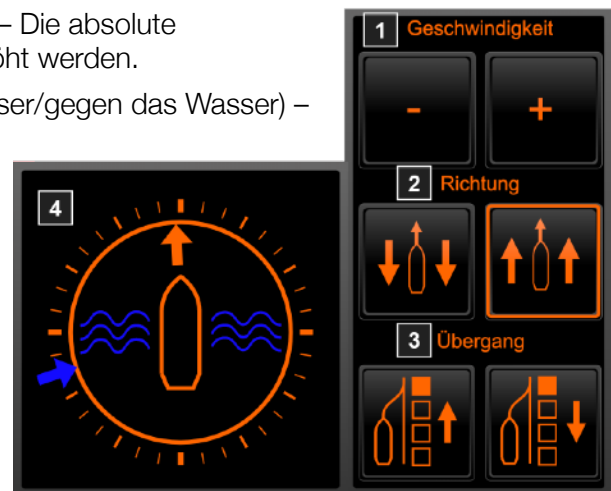 – Die absolute
öht werden.
ser/gegen das Wasser) –
1 Geschwindigkeit
- +
2 Richtung
3 Übergang
4